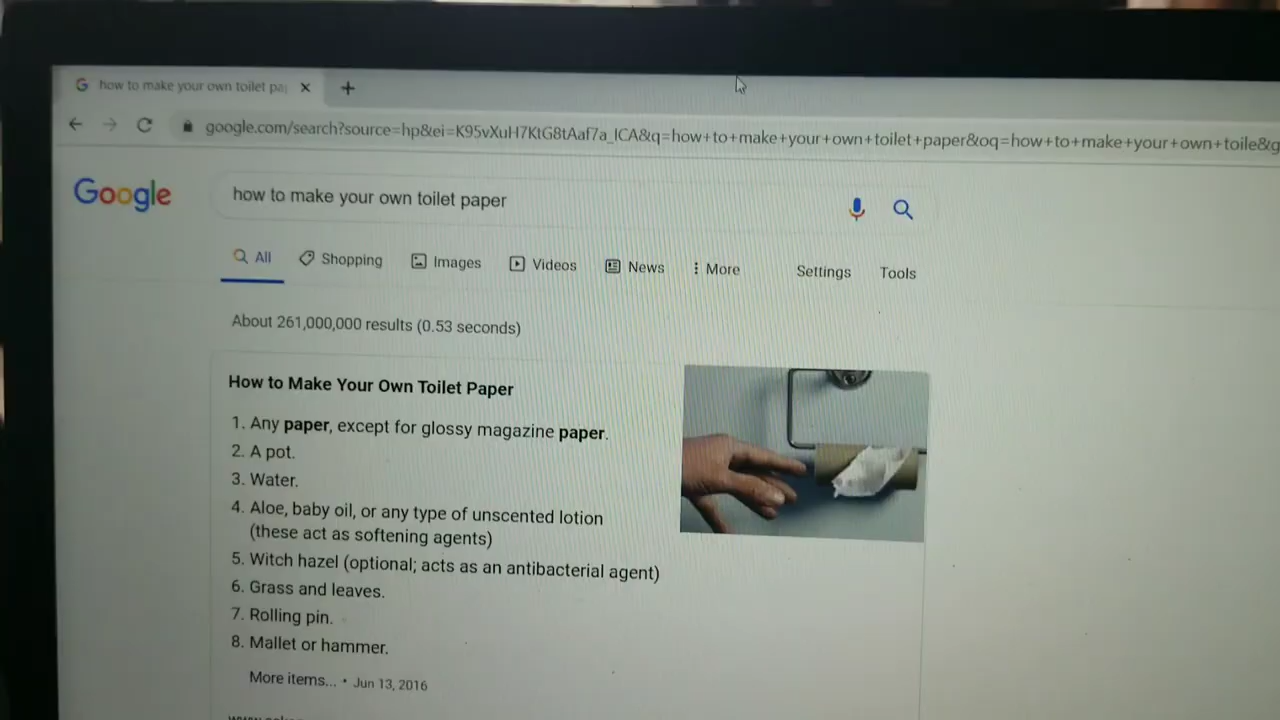 how to make your own toilet pap
google.com/search?source=hp&ei=K95vXuH7KtG8tAaf7a_ICA&q=how+to+make+your+own+toilet+paper&oq=how+to+make+your+own+toile&g
Google
how to make your own toilet paper
All Shopping Images Videos News More Settings Tools
About 261,000,000 results (0.53 seconds)
How to Make Your Own Toilet Paper
1. Any paper, except for glossy magazine paper.
2. A pot.
3. Water.
4. Aloe, baby oil, or any type of unscented lotion
(these act as softening agents)
5. Witch hazel (optional; acts as an antibacterial agent)
6. Grass and leaves.
7. Rolling pin.
8. Mallet or hammer.
More items... • Jun 13, 2016